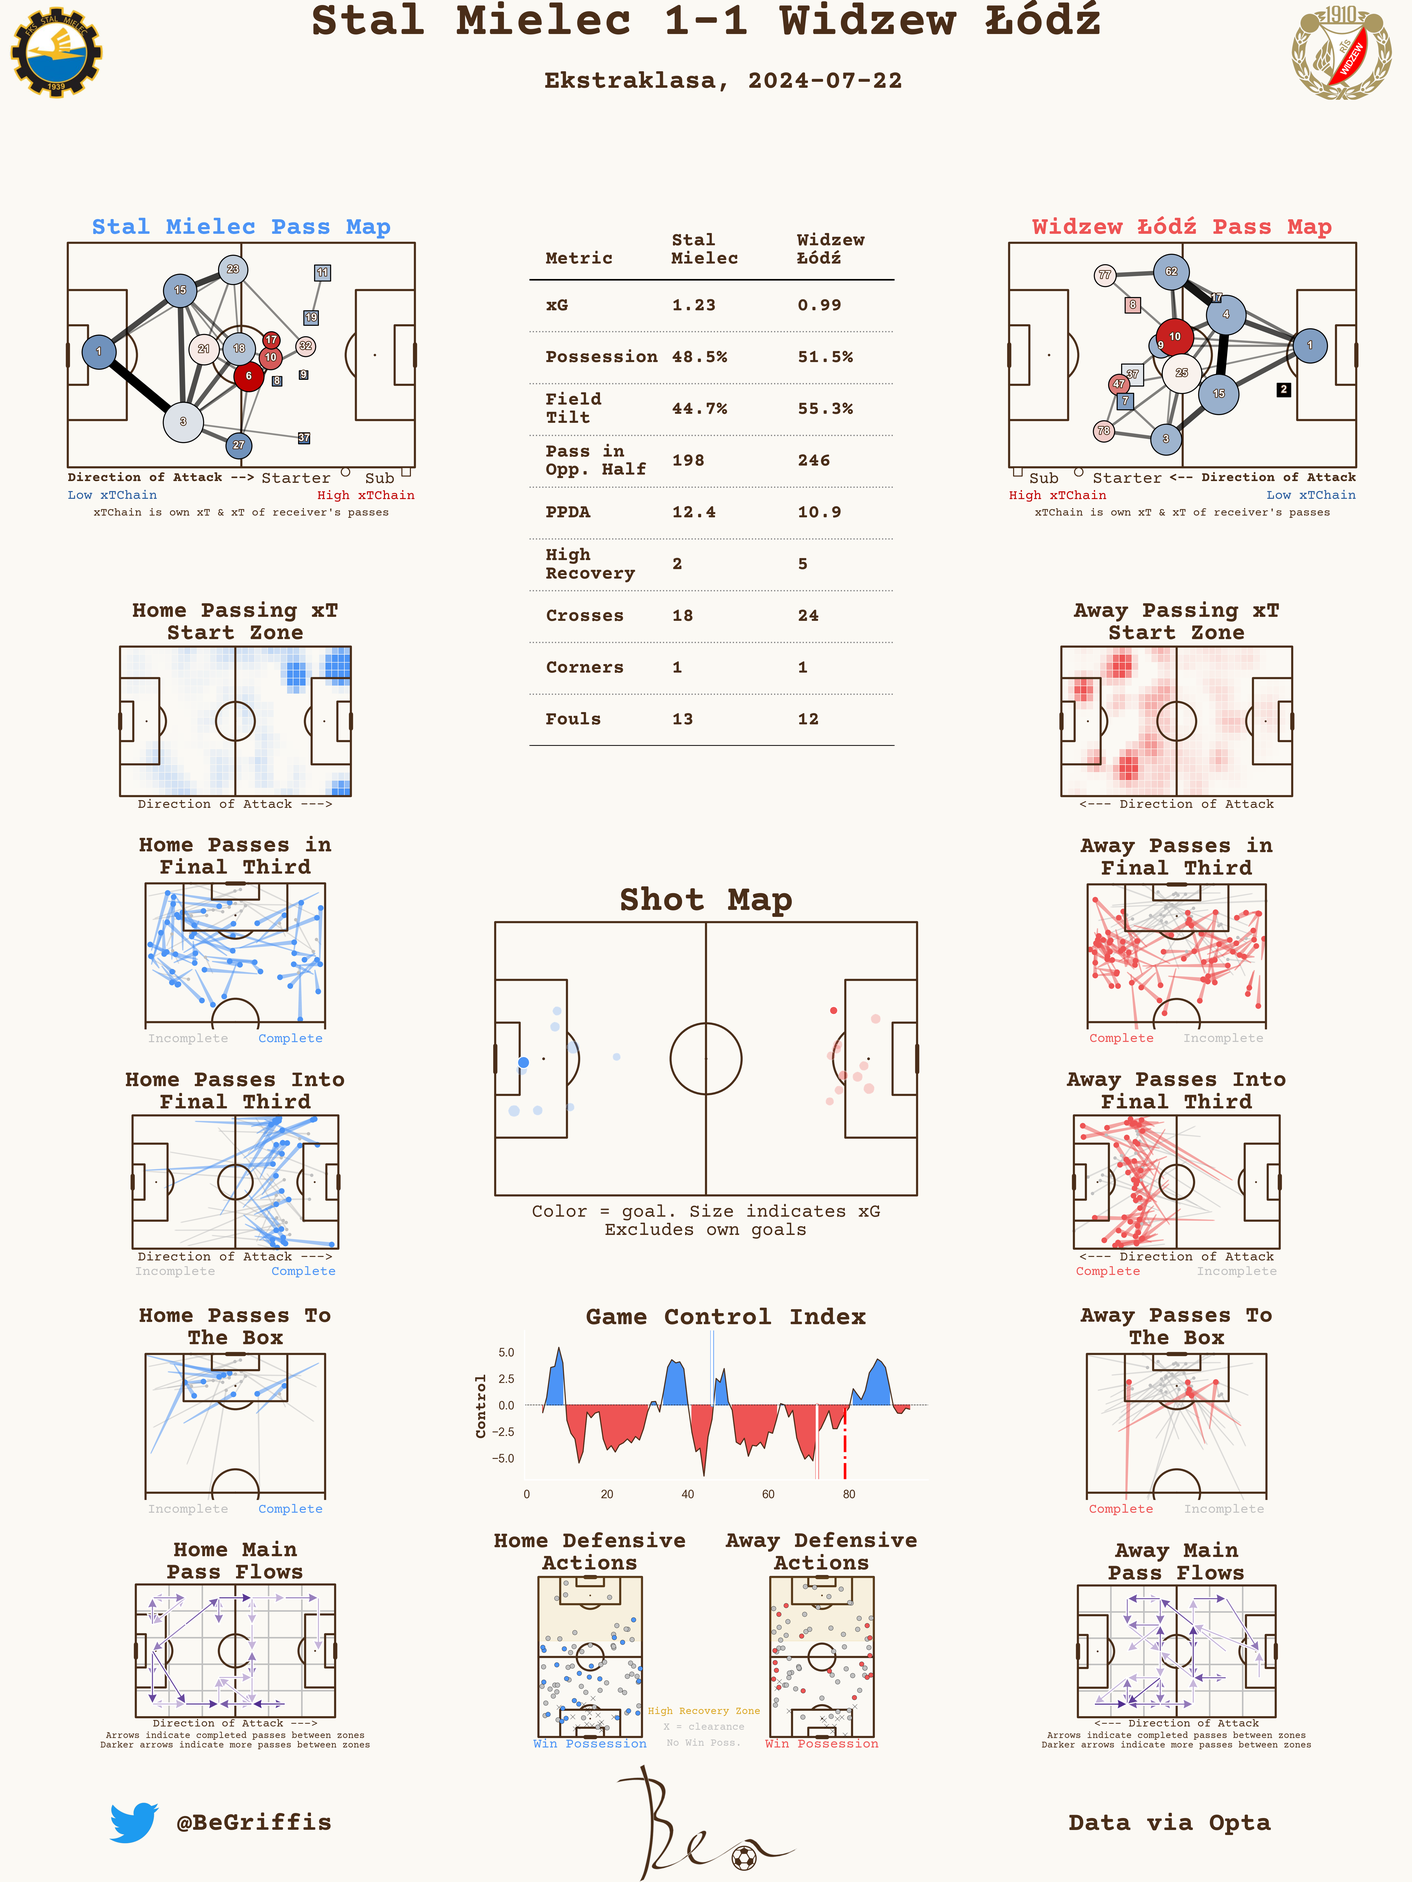 Stal Mielec 1-1 Widzew Łódź
Ekstraklasa, 2024-07-22
FKS STAL MIELEC
1939
1910
RTS
WIDZEW
Stal Mielec Pass Map
23
11
15
19
17
1
21
18
32
10
6
8
9
3
27
37
Direction of Attack --> Starter Sub
Low xTChain High xTChain
xTChain is own xT & xT of receiver's passes
Metric Stal Mielec Widzew Łódź
xG 1.23 0.99
Possession 48.5% 51.5%
Field Tilt 44.7% 55.3%
Pass in Opp. Half 198 246
PPDA 12.4 10.9
High Recovery 2 5
Crosses 18 24
Corners 1 1
Fouls 13 12
Widzew Łódź Pass Map
77
62
17
8
4
10
9
1
37
25
47
2
7
15
78
3
Sub Starter <-- Direction of Attack
High xTChain Low xTChain
xTChain is own xT & xT of receiver's passes
Home Passing xT
Start Zone
Direction of Attack --->
Away Passing xT
Start Zone
<--- Direction of Attack
Home Passes in
Final Third
Incomplete Complete
Away Passes in
Final Third
Complete Incomplete
Shot Map
Color = goal. Size indicates xG
Excludes own goals
Home Passes Into
Final Third
Direction of Attack --->
Incomplete Complete
Away Passes Into
Final Third
<--- Direction of Attack
Complete Incomplete
Home Passes To
The Box
Incomplete Complete
Game Control Index
Control
5.0
2.5
0.0
−2.5
−5.0
0 20 40 60 80
Away Passes To
The Box
Complete Incomplete
Home Main
Pass Flows
Direction of Attack --->
Arrows indicate completed passes between zones
Darker arrows indicate more passes between zones
Home Defensive
Actions
Win Possession
Away Defensive
Actions
Win Possession
High Recovery Zone
X = clearance
No Win Poss.
Away Main
Pass Flows
<--- Direction of Attack
Arrows indicate completed passes between zones
Darker arrows indicate more passes between zones
@BeGriffis
Ben
Data via Opta